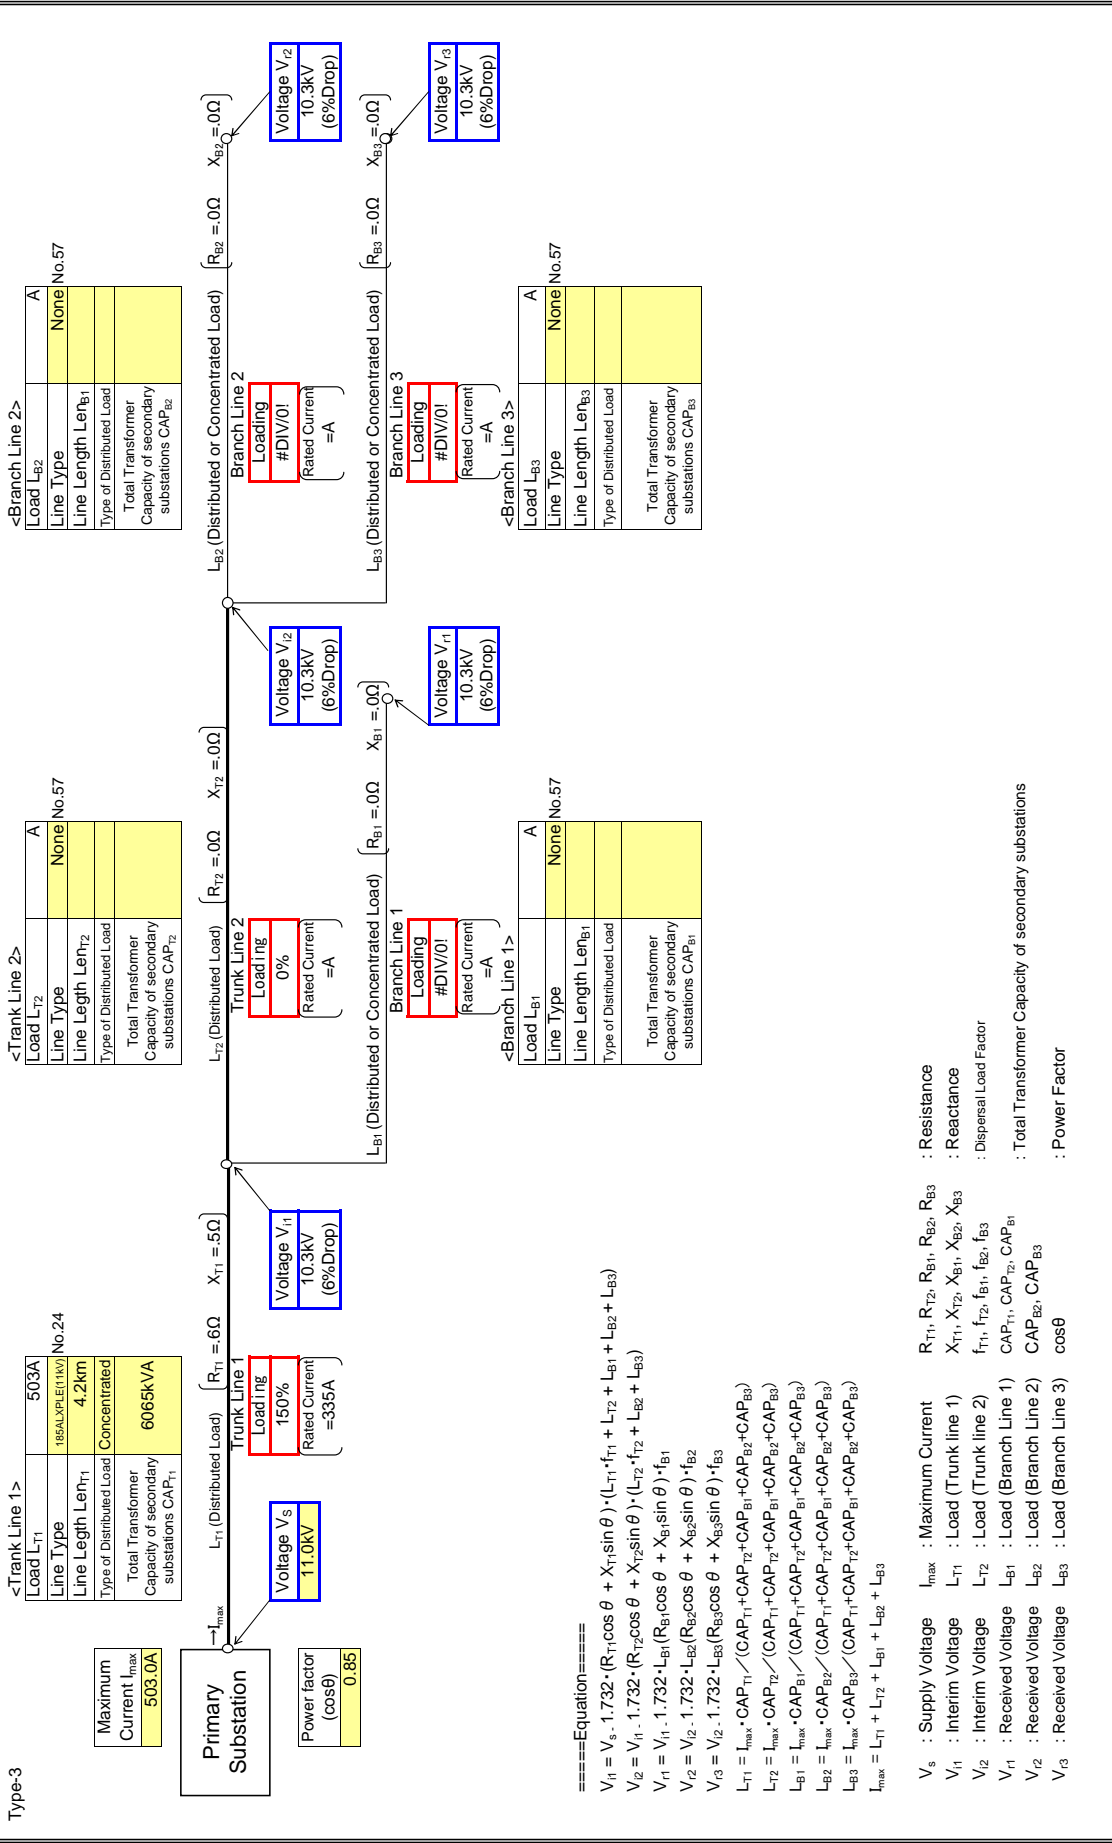 Type-3
<Trank Line 1>
Load LT1 503A
Line Type 185ALXPLE(11kV) No.24
Line Legth LenT1 4.2km
Type of Distributed Load Concentrated
Total Transformer
Capacity of secondary
substations CAPT1
6065kVA
<Trank Line 2>
Load LT2 A
Line Type None No.57
Line Length LenT2
Type of Distributed Load
Total Transformer
Capacity of secondary
substations CAPT2
<Branch Line 2>
Load LB2 A
Line Type None No.57
Line Length LenB1
Type of Distributed Load
Total Transformer
Capacity of secondary
substations CAPB2
Maximum
Current Imax
503.0A
Primary
Substation
→Imax
Power factor
(cosθ)
0.85
Voltage VS
11.0kV
LT1 (Distributed Load)
RT1 =.6Ω XT1 =.5Ω
Trunk Line 1
Loading
150%
Rated Current
=335A
Voltage Vi1
10.3kV
(6%Drop)
LT2 (Distributed Load)
RT2 =.0Ω XT2 =.0Ω
Trunk Line 2
Loading
0%
Rated Current
=A
Voltage Vi2
10.3kV
(6%Drop)
LB2 (Distributed or Concentrated Load)
RB2 =.0Ω XB2 =.0Ω
Branch Line 2
Loading
#DIV/0!
Rated Current
=A
Voltage Vr2
10.3kV
(6%Drop)
LB1 (Distributed or Concentrated Load)
RB1 =.0Ω XB1 =.0Ω
Branch Line 1
Loading
#DIV/0!
Rated Current
=A
Voltage Vr1
10.3kV
(6%Drop)
LB3 (Distributed or Concentrated Load)
RB3 =.0Ω XB3 =.0Ω
Branch Line 3
Loading
#DIV/0!
Rated Current
=A
Voltage Vr3
10.3kV
(6%Drop)
<Branch Line 1>
Load LB1 A
Line Type None No.57
Line Length LenB1
Type of Distributed Load
Total Transformer
Capacity of secondary
substations CAPB1
<Branch Line 3>
Load LB3 A
Line Type None No.57
Line Length LenB3
Type of Distributed Load
Total Transformer
Capacity of secondary
substations CAPB3
=====Equation=====
Vi1 = Vs - 1.732•(RT1cos θ + XT1sin θ)•(LT1•fT1 + LT2 + LB1 + LB2 + LB3)
Vi2 = Vi1 - 1.732•(RT2cos θ + XT2sin θ)•(LT2•fT2 + LB2 + LB3)
Vr1 = Vi1 - 1.732•LB1(RB1cos θ + XB1sin θ)•fB1
Vr2 = Vi2 - 1.732•LB2(RB2cos θ + XB2sin θ)•fB2
Vr3 = Vi2 - 1.732•LB3(RB3cos θ + XB3sin θ)•fB3
LT1 = Imax•CAPT1／(CAPT1+CAPT2+CAPB1+CAPB2+CAPB3)
LT2 = Imax•CAPT2／(CAPT1+CAPT2+CAPB1+CAPB2+CAPB3)
LB1 = Imax•CAPB1／(CAPT1+CAPT2+CAPB1+CAPB2+CAPB3)
LB2 = Imax•CAPB2／(CAPT1+CAPT2+CAPB1+CAPB2+CAPB3)
LB3 = Imax•CAPB3／(CAPT1+CAPT2+CAPB1+CAPB2+CAPB3)
Imax = LT1 + LT2 + LB1 + LB2 + LB3
Vs : Supply Voltage Imax : Maximum Current RT1, RT2, RB1, RB2, RB3 : Resistance
Vi1 : Interim Voltage LT1 : Load (Trunk line 1) XT1, XT2, XB1, XB2, XB3 : Reactance
Vi2 : Interim Voltage LT2 : Load (Trunk line 2) fT1, fT2, fB1, fB2, fB3 : Dispersal Load Factor
Vr1 : Received Voltage LB1 : Load (Branch Line 1) CAPT1, CAPT2, CAPB1
Vr2 : Received Voltage LB2 : Load (Branch Line 2) CAPB2, CAPB3 : Total Transformer Capacity of secondary substations
Vr3 : Received Voltage LB3 : Load (Branch Line 3) cosθ : Power Factor